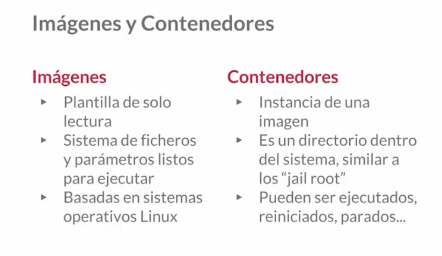 Imágenes y Contenedores
Imágenes
▸ Plantilla de solo
lectura
▸ Sistema de ficheros
y parámetros listos
para ejecutar
▸ Basadas en sistemas
operativos Linux
Contenedores
▸ Instancia de una
imagen
▸ Es un directorio dentro
del sistema, similar a
los “jail root”
▸ Pueden ser ejecutados,
reiniciados, parados...